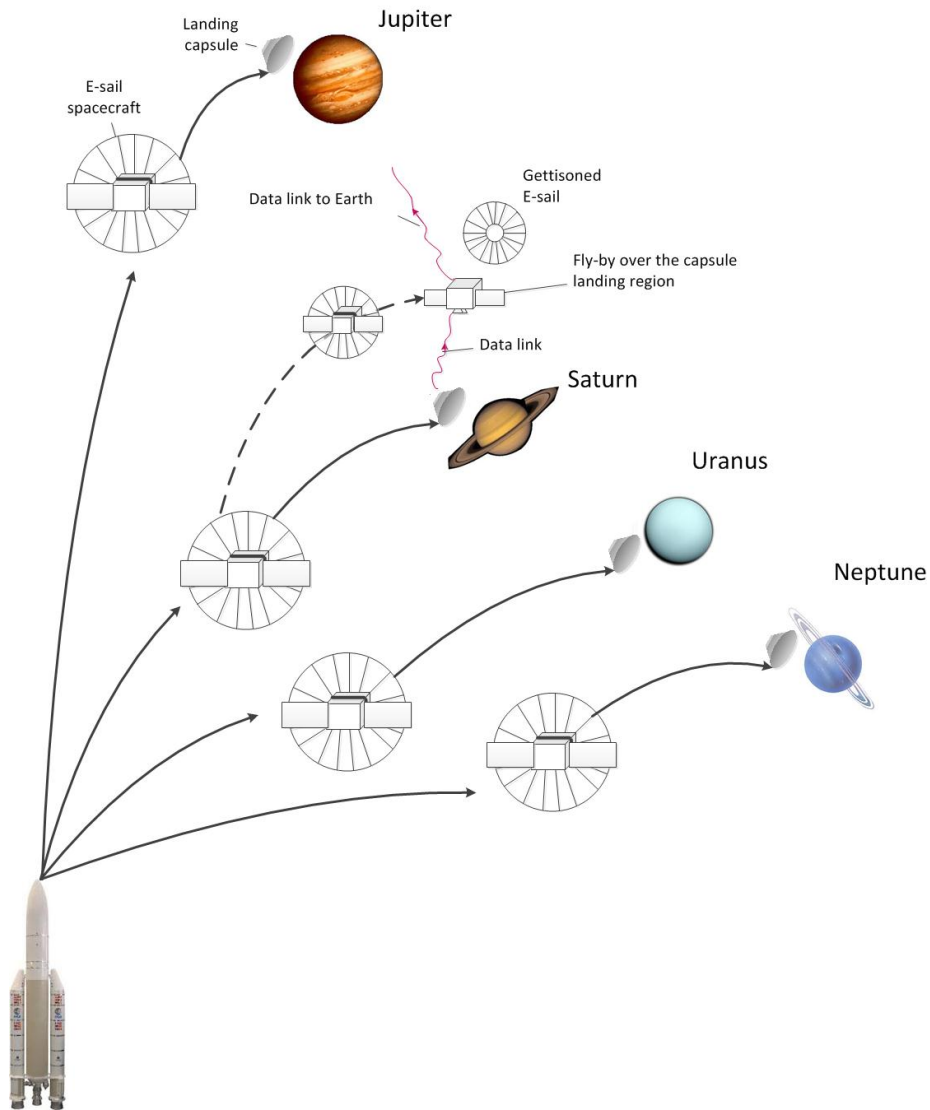 Jupiter
Landing
capsule
E-sail
spacecraft
Gettisoned
E-sail
Data link to Earth
Fly-by over the capsule
landing region
Data link
Saturn
Uranus
Neptune